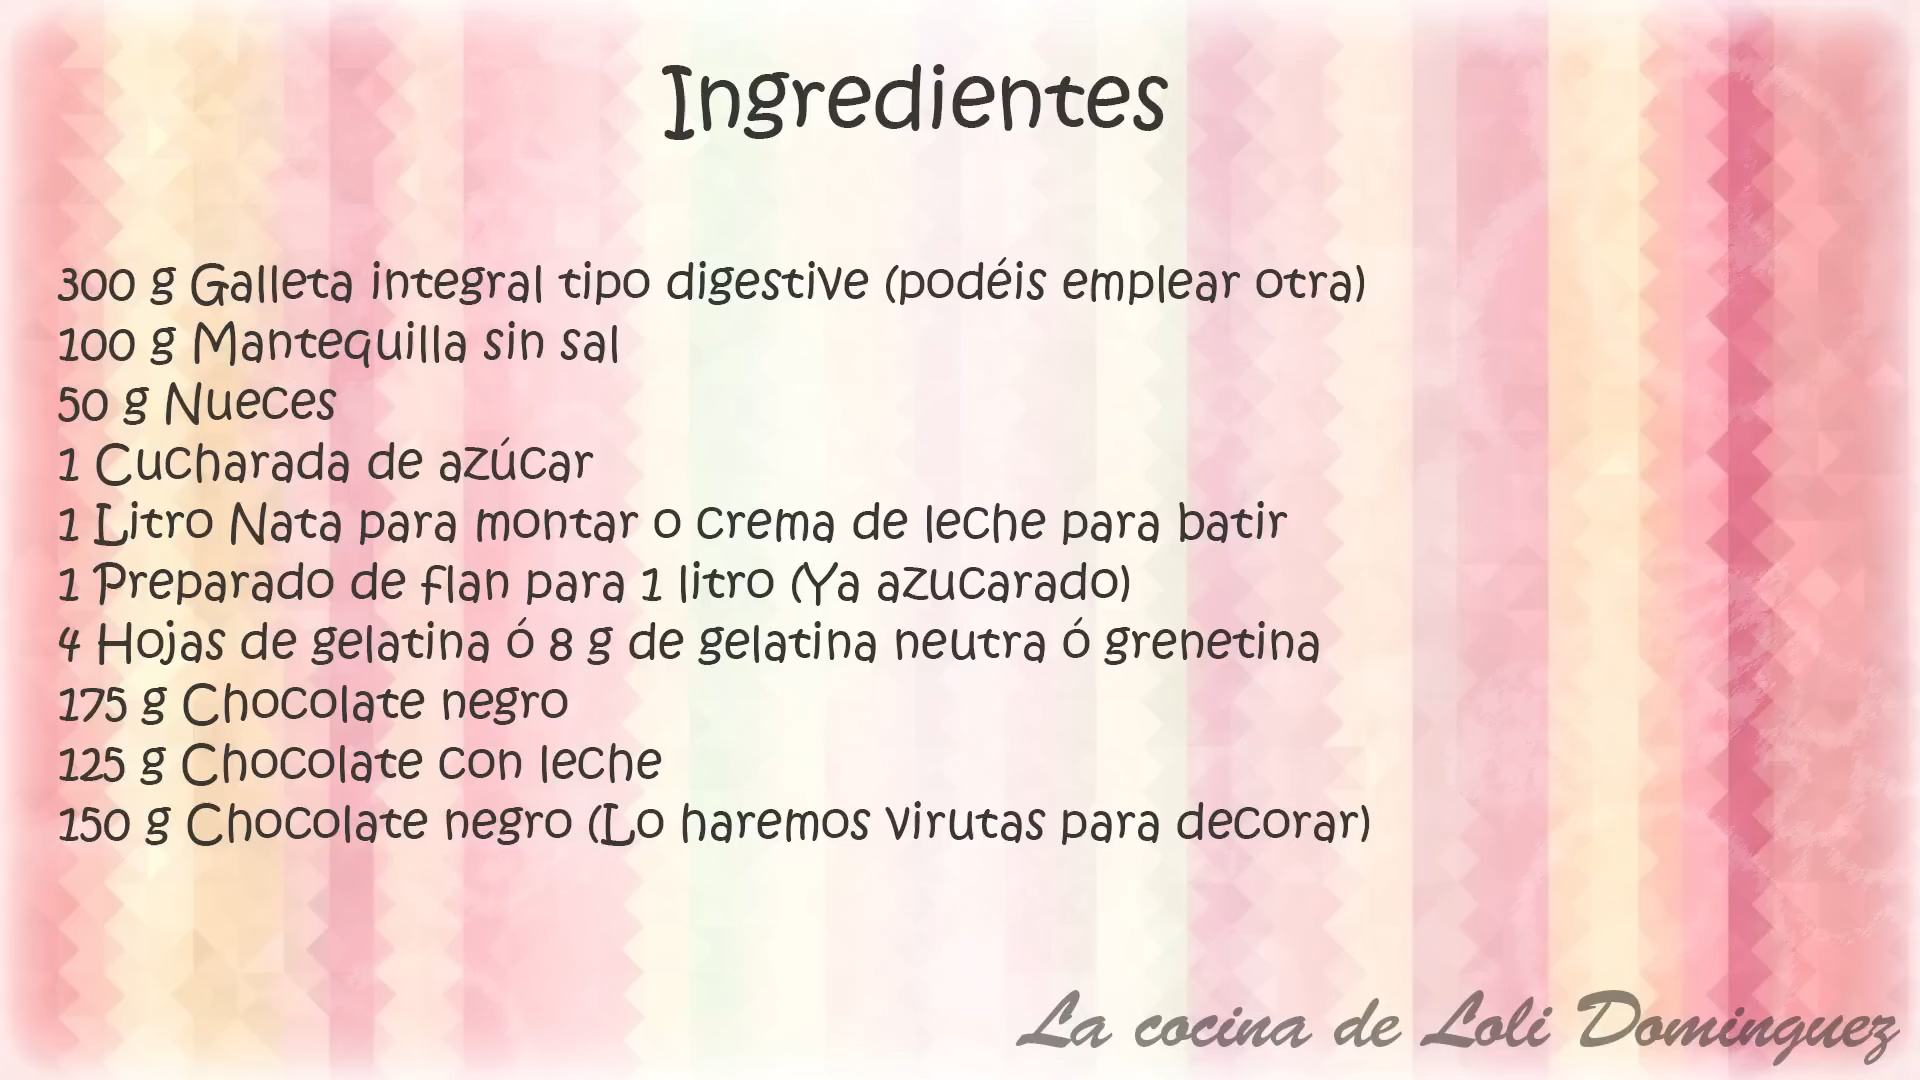 Ingredientes
300 g Galleta integral tipo digestive (podéis emplear otra)
100 g Mantequilla sin sal
50 g Nueces
1 Cucharada de azúcar
1 Litro Nata para montar o crema de leche para batir
1 Preparado de flan para 1 litro (Ya azucarado)
4 Hojas de gelatina ó 8 g de gelatina neutra ó grenetina
175 g Chocolate negro
125 g Chocolate con leche
150 g Chocolate negro (Lo haremos virutas para decorar)
La cocina de Loli Dominguez